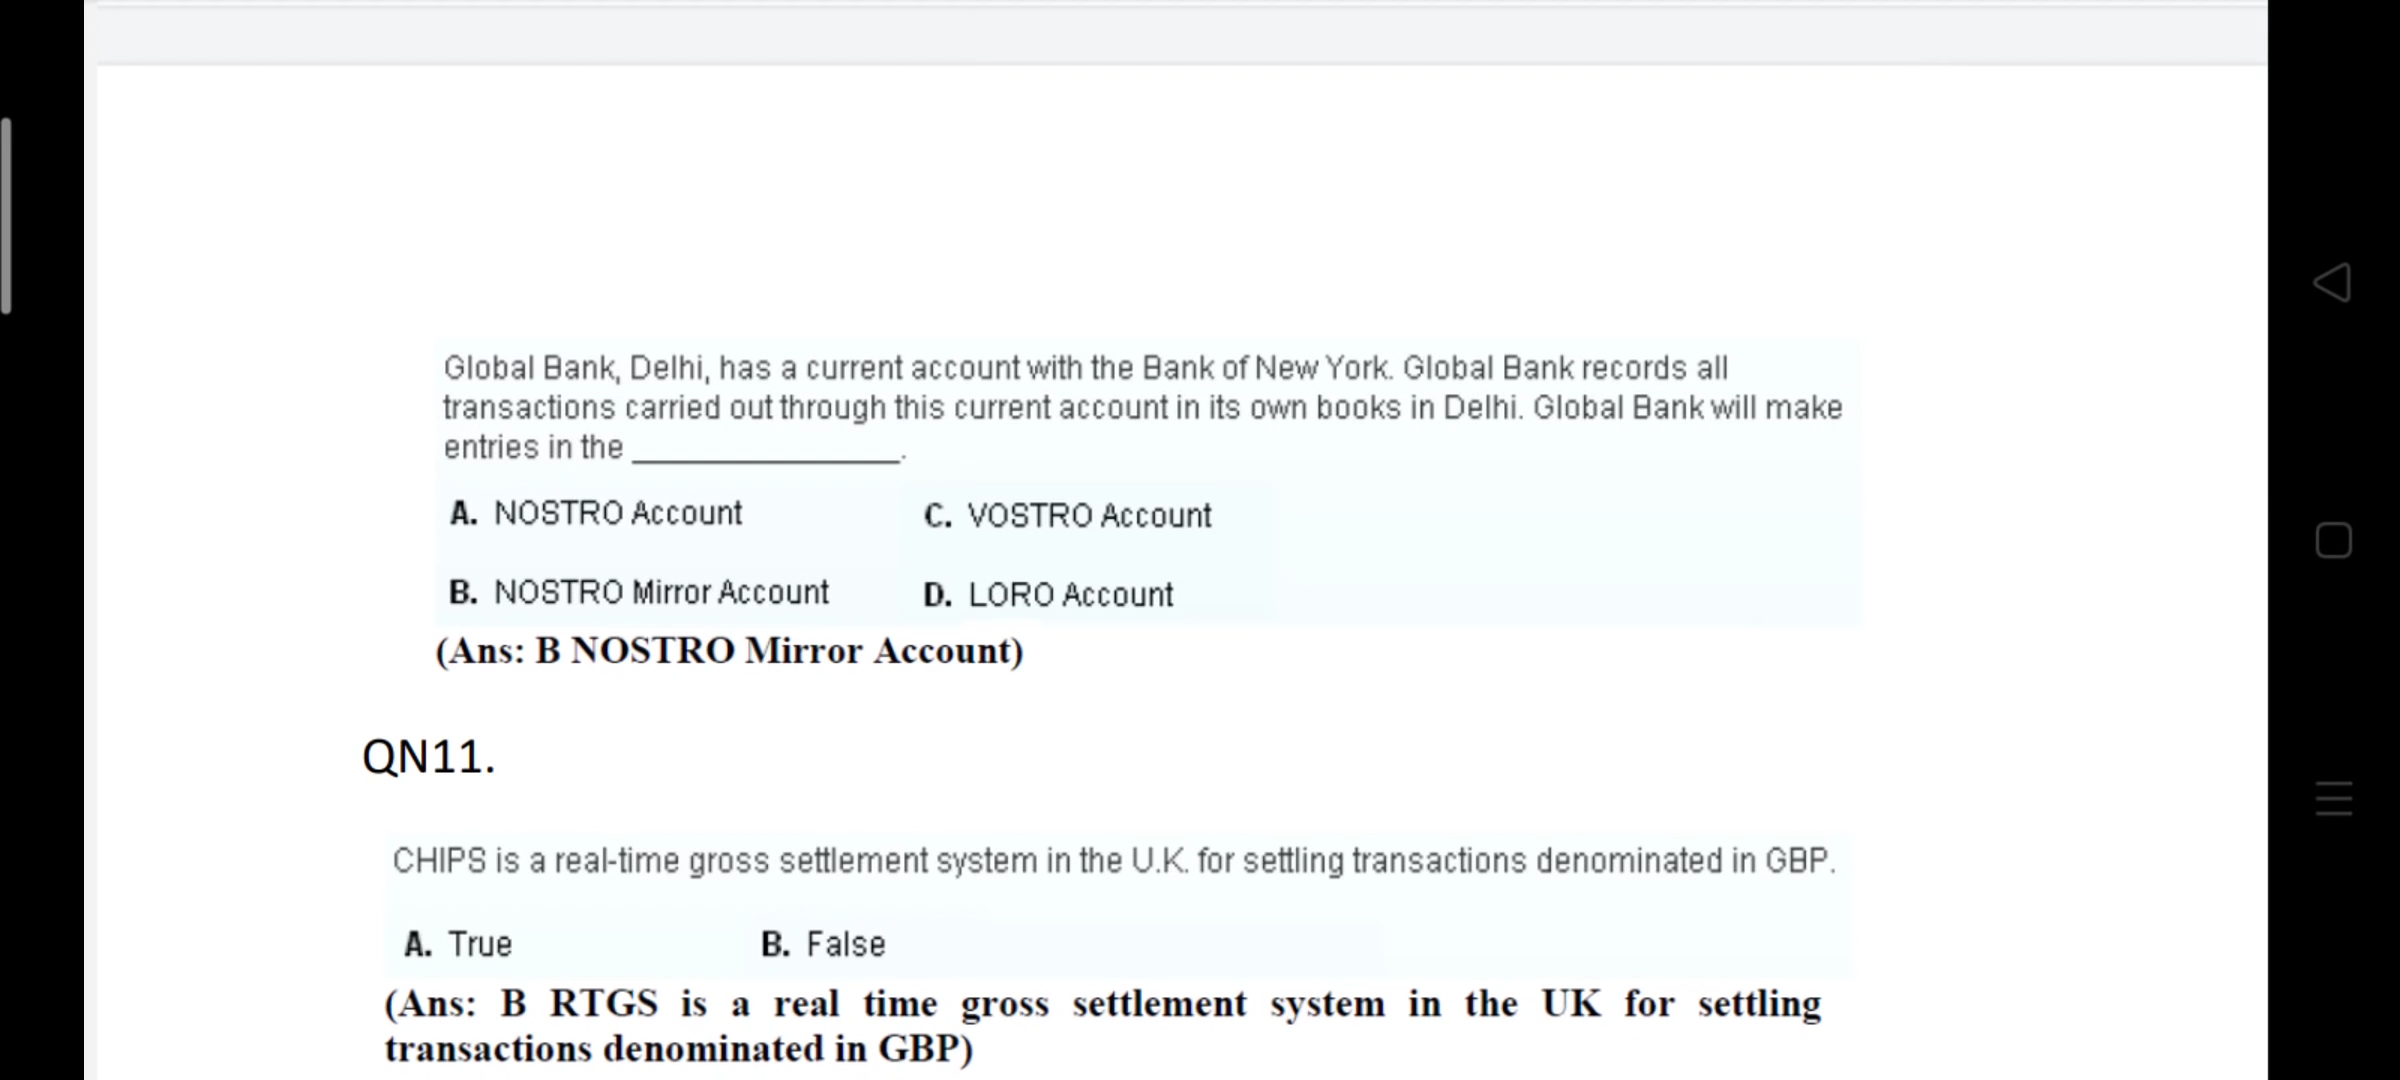 Global Bank, Delhi, has a current account with the Bank of New York. Global Bank records all
transactions carried out through this current account in its own books in Delhi. Global Bank will make
entries in the _______________.
A. NOSTRO Account C. VOSTRO Account
B. NOSTRO Mirror Account D. LORO Account
(Ans: B NOSTRO Mirror Account)
QN11.
CHIPS is a real-time gross settlement system in the U.K. for settling transactions denominated in GBP.
A. True B. False
(Ans: B RTGS is a real time gross settlement system in the UK for settling
transactions denominated in GBP)